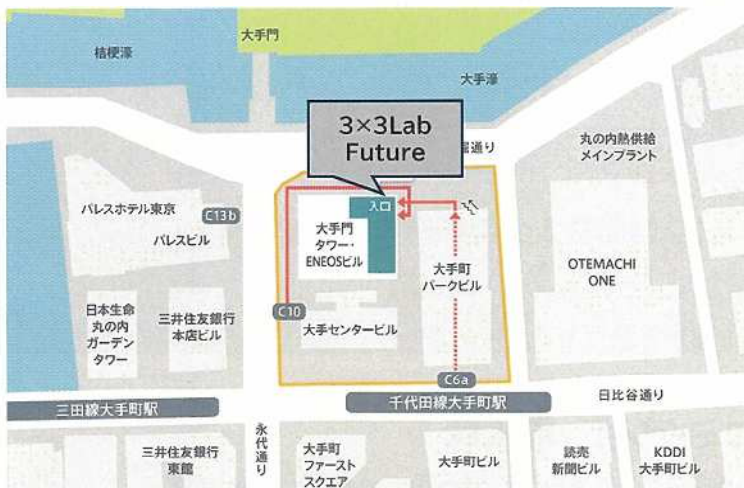 大手門
桔梗濠
大手濠
3×3Lab
Future
通り
丸の内熱供給
メインプラント
パレスホテル東京
C13b
パレスビル
入口
大手門
タワー・
ENEOSビル
大手町
パークビル
OTEMACHI
ONE
日本生命
丸の内
ガーデン
タワー
三井住友銀行
本店ビル
C10
大手センタービル
C6a
三田線大手町駅
千代田線大手町駅
日比谷通り
永代通り
三井住友銀行
東館
大手町
ファースト
スクエア
大手町ビル
読売
新聞ビル
KDDI
大手町ビル